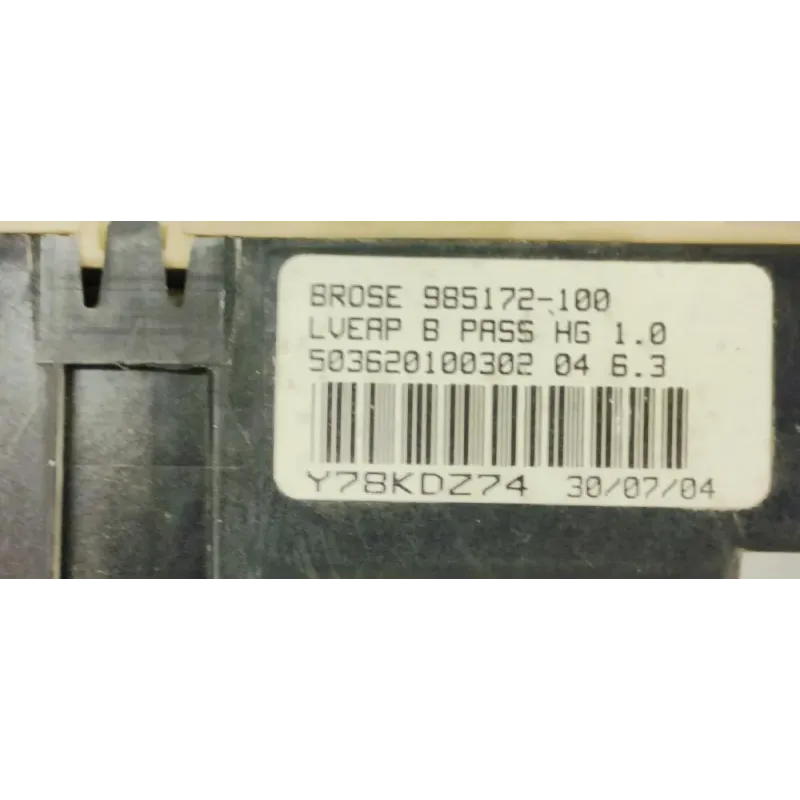 BROSE 985172-100
LVEAP B PASS HG 1.0
503620100302 04 6.3
Y78KDZ74 30/07/04